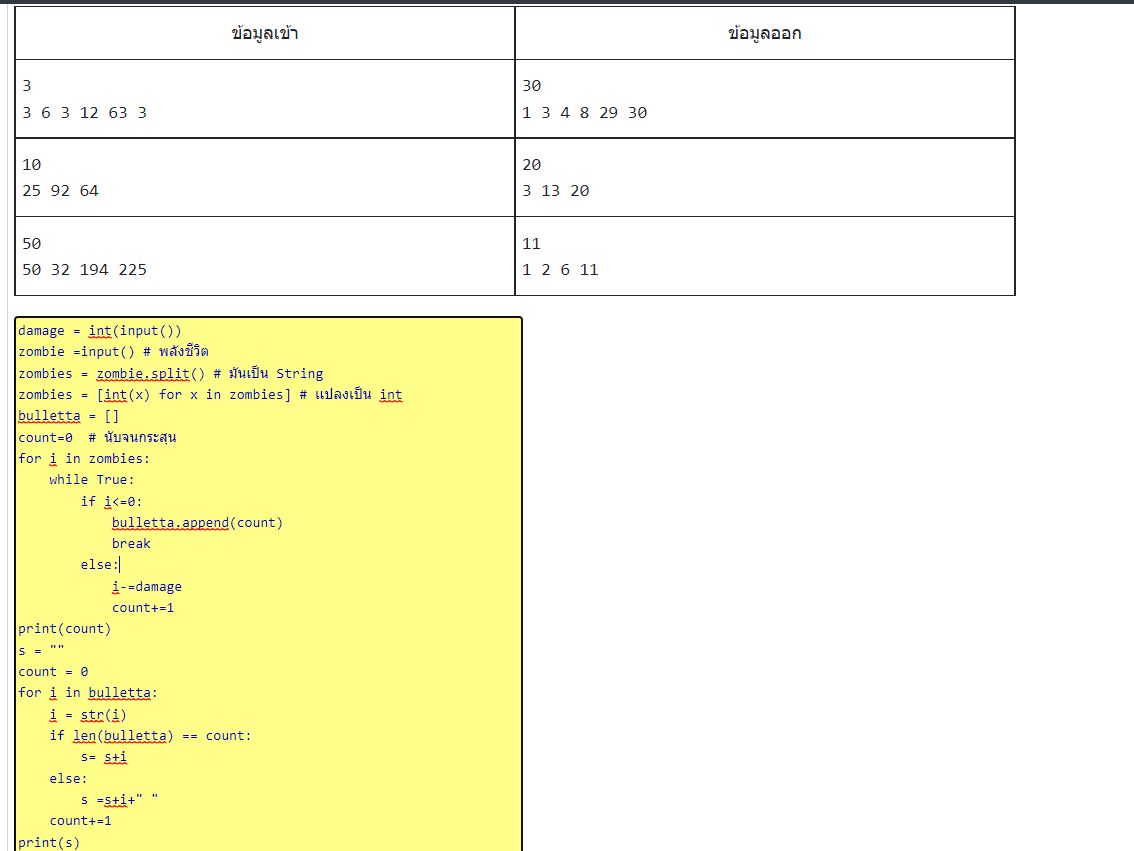 ข้อมูลเข้า
ข้อมูลออก
3
3 6 3 12 63 3
30
1 3 4 8 29 30
10
25 92 64
20
3 13 20
50
50 32 194 225
11
1 2 6 11
damage = int(input())
zombie =input() # พลังชีวิต
zombies = zombie.split() # มันเป็น String
zombies = [int(x) for x in zombies] # แปลงเป็น int
bulletta = []
count=0  # นับจนกระสุน
for i in zombies:
    while True:
        if i<=0:
            bulletta.append(count)
            break
        else:
            i-=damage
            count+=1
print(count)
s = ""
count = 0
for i in bulletta:
    i = str(i)
    if len(bulletta) == count:
        s= s+i
    else:
        s =s+i+" "
    count+=1
print(s)